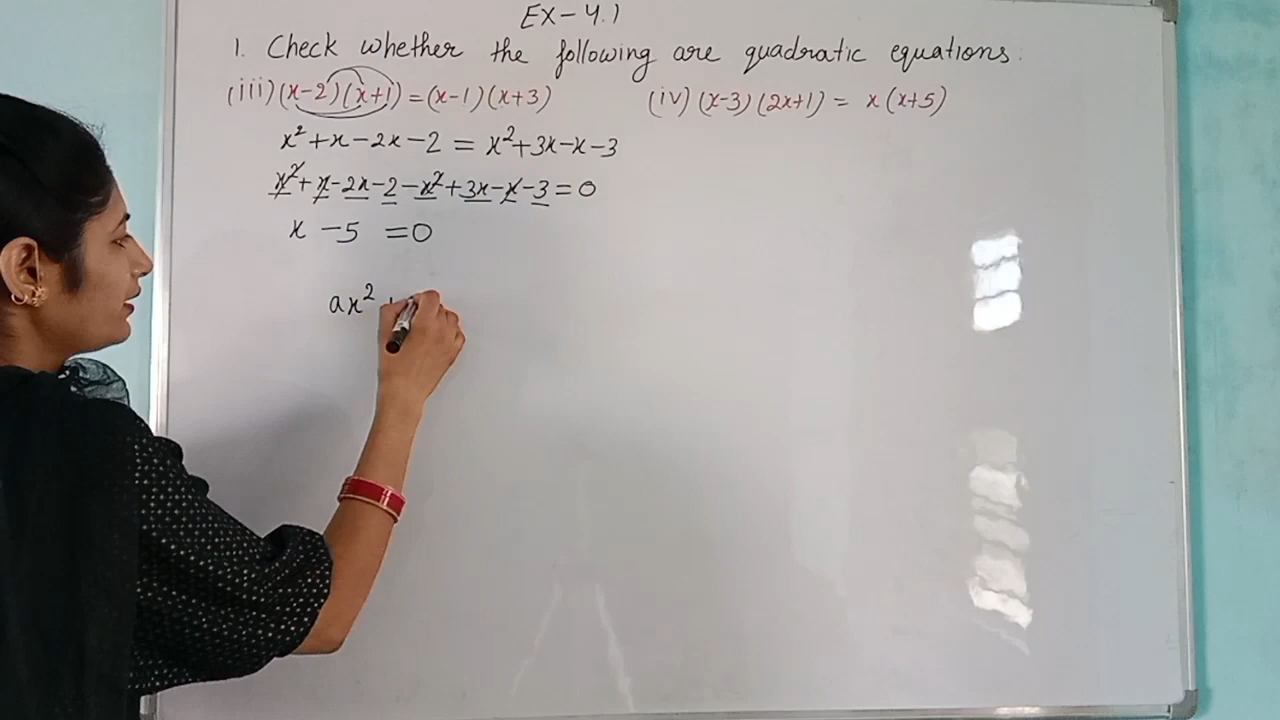 EX-4.1
1. Check whether the following are quadratic equations.
(iii) (x-2)(x+1) = (x-1)(x+3)
(iv) (x-3)(2x+1) = x(x+5)
x²+x-2x-2 = x²+3x-x-3
x²+x-2x-2-x²+3x-x-3=0
x -5 =0
ax² +